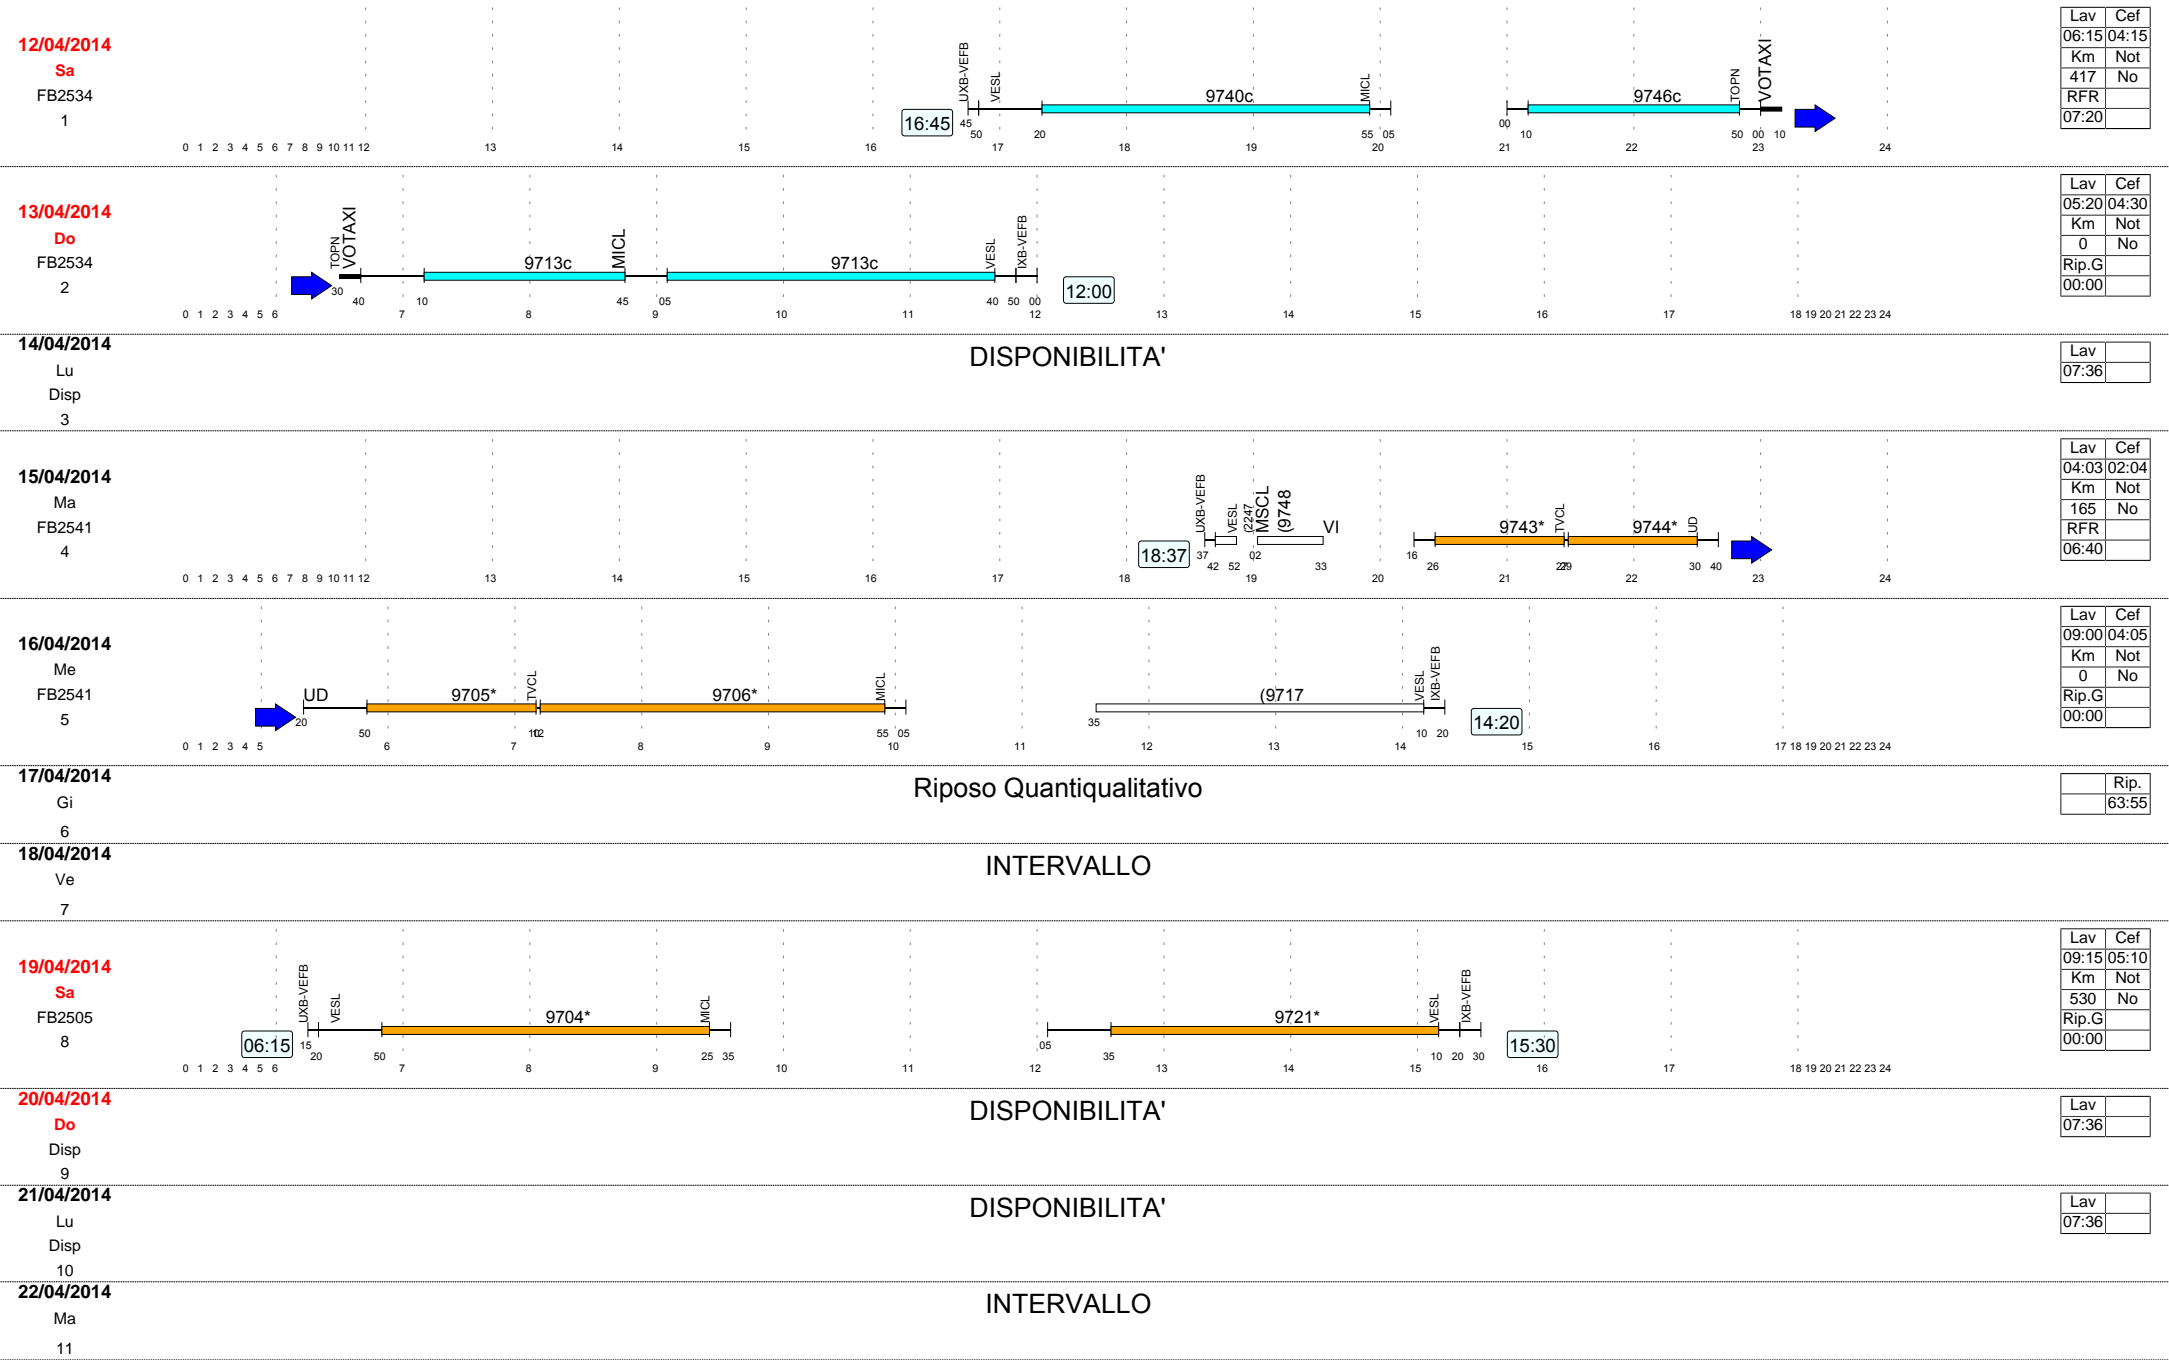 12/04/2014
Sa
FB2534
1
16:45
UXB-VEFB
VESL
9740c
MICL
9746c
TOPN
VOTAXI
45 50 20 55 05 00 10 50 00 10
0 1 2 3 4 5 6 7 8 9 10 11 12 13 14 15 16 17 18 19 20 21 22 23 24
Lav Cef
06:15 04:15
Km Not
417 No
RFR
07:20
13/04/2014
Do
FB2534
2
TOPN
VOTAXI
9713c
MICL
9713c
VESL
IXB-VEFB
12:00
30 40 10 45 05 40 50 00
0 1 2 3 4 5 6 7 8 9 10 11 12 13 14 15 16 17 18 19 20 21 22 23 24
Lav Cef
05:20 04:30
Km Not
0 No
Rip.G
00:00
14/04/2014
Lu
Disp
3
DISPONIBILITA'
Lav
07:36
15/04/2014
Ma
FB2541
4
18:37
UXB-VEFB
VESL
(2247
MSCL
(9748
VI
9743*
TVCL
9744*
UD
37 42 52 02 33 16 26 27 29 30 40
0 1 2 3 4 5 6 7 8 9 10 11 12 13 14 15 16 17 18 19 20 21 22 23 24
Lav Cef
04:03 02:04
Km Not
165 No
RFR
06:40
16/04/2014
Me
FB2541
5
UD
9705*
TVCL
9706*
MICL
(9717
VESL
IXB-VEFB
14:20
20 50 10 12 55 05 35 10 20
0 1 2 3 4 5 6 7 8 9 10 11 12 13 14 15 16 17 18 19 20 21 22 23 24
Lav Cef
09:00 04:05
Km Not
0 No
Rip.G
00:00
17/04/2014
Gi
6
Riposo Quantiqualitativo
Rip.
63:55
18/04/2014
Ve
7
INTERVALLO
19/04/2014
Sa
FB2505
8
06:15
UXB-VEFB
VESL
9704*
MICL
9721*
VESL
IXB-VEFB
15:30
15 20 50 25 35 05 35 10 20 30
0 1 2 3 4 5 6 7 8 9 10 11 12 13 14 15 16 17 18 19 20 21 22 23 24
Lav Cef
09:15 05:10
Km Not
530 No
Rip.G
00:00
20/04/2014
Do
Disp
9
DISPONIBILITA'
Lav
07:36
21/04/2014
Lu
Disp
10
DISPONIBILITA'
Lav
07:36
22/04/2014
Ma
11
INTERVALLO